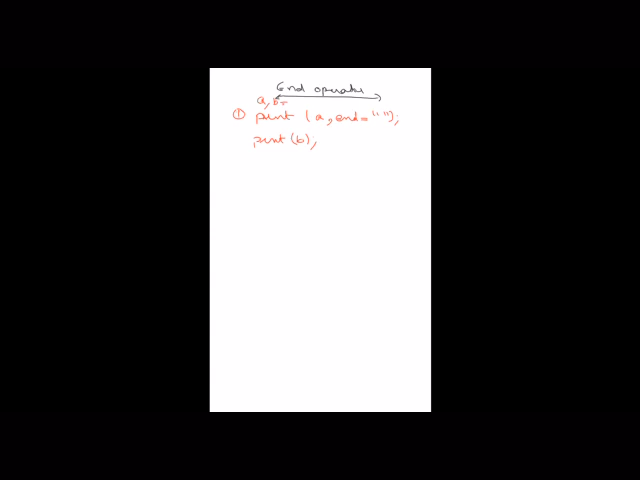 End operator
a, b =
① print (a, end=" ");
print (b);